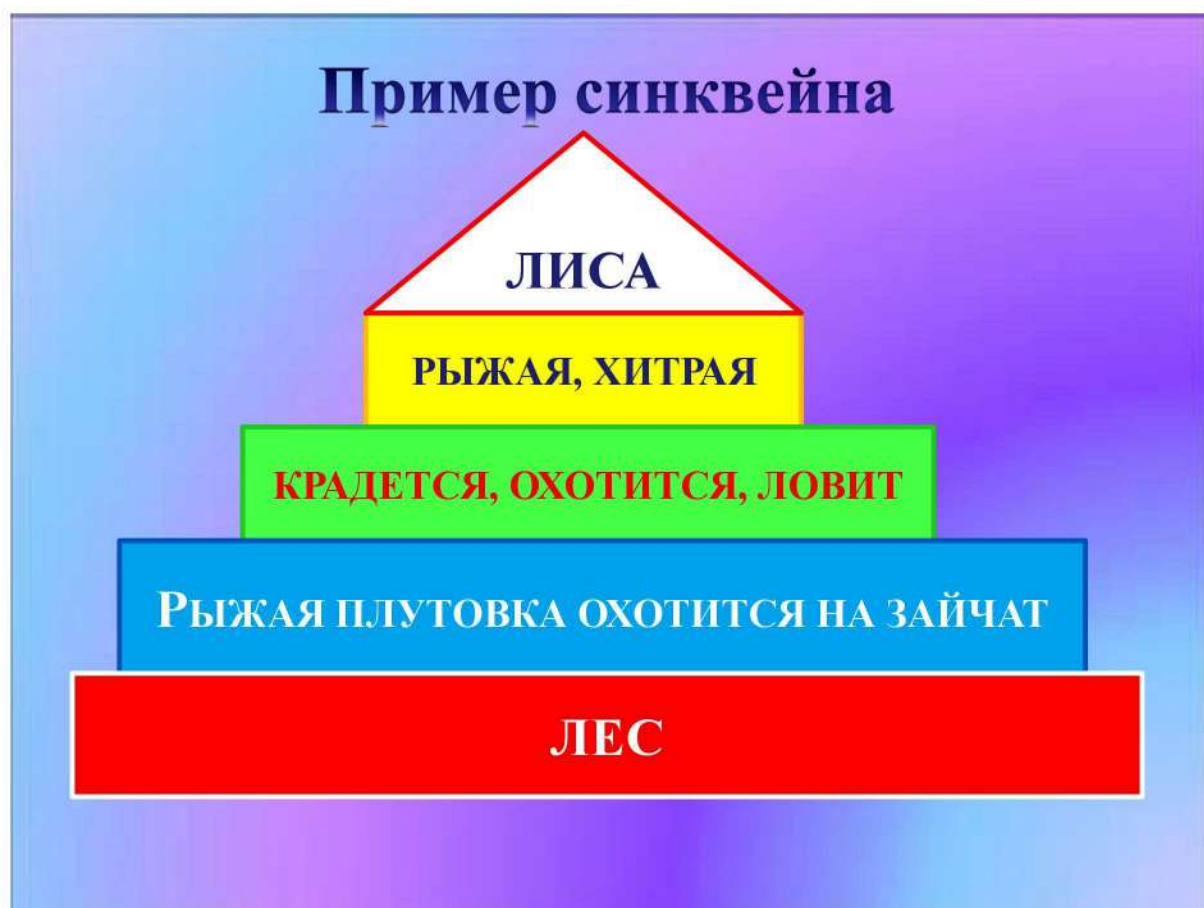 Пример синквейна
ЛИСА
РЫЖАЯ, ХИТРАЯ
КРАДЕТСЯ, ОХОТИТСЯ, ЛОВИТ
РЫЖАЯ ПЛУТОВКА ОХОТИТСЯ НА ЗАЙЧАТ
ЛЕС